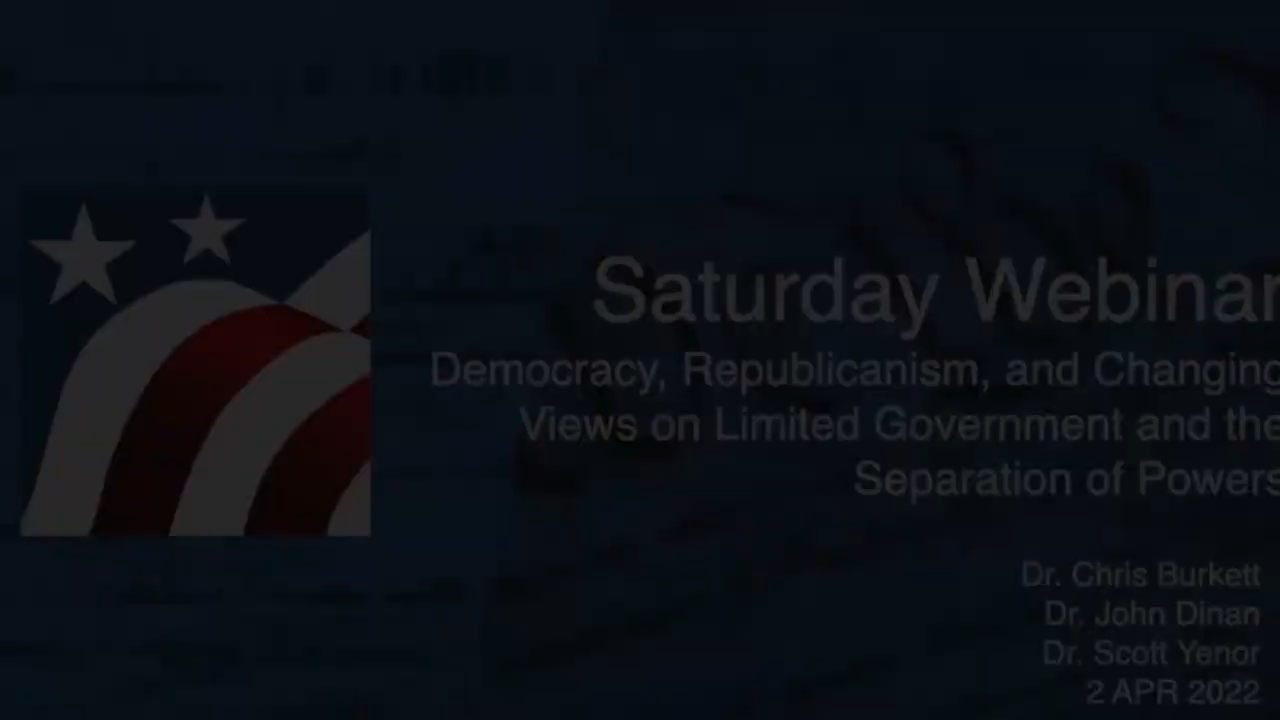 Saturday Webinar
Democracy, Republicanism, and Changing
Views on Limited Government and the
Separation of Powers
Dr. Chris Burkett
Dr. John Dinan
Dr. Scott Yenor
2 APR 2022